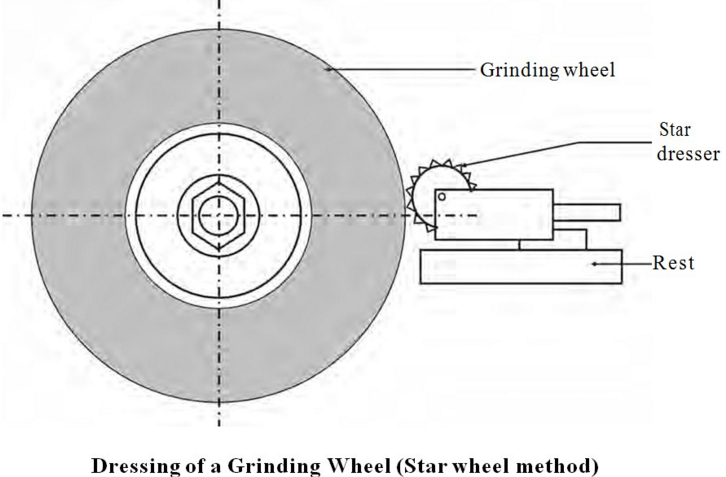 Grinding wheel
Star
dresser
Rest
Dressing of a Grinding Wheel (Star wheel method)